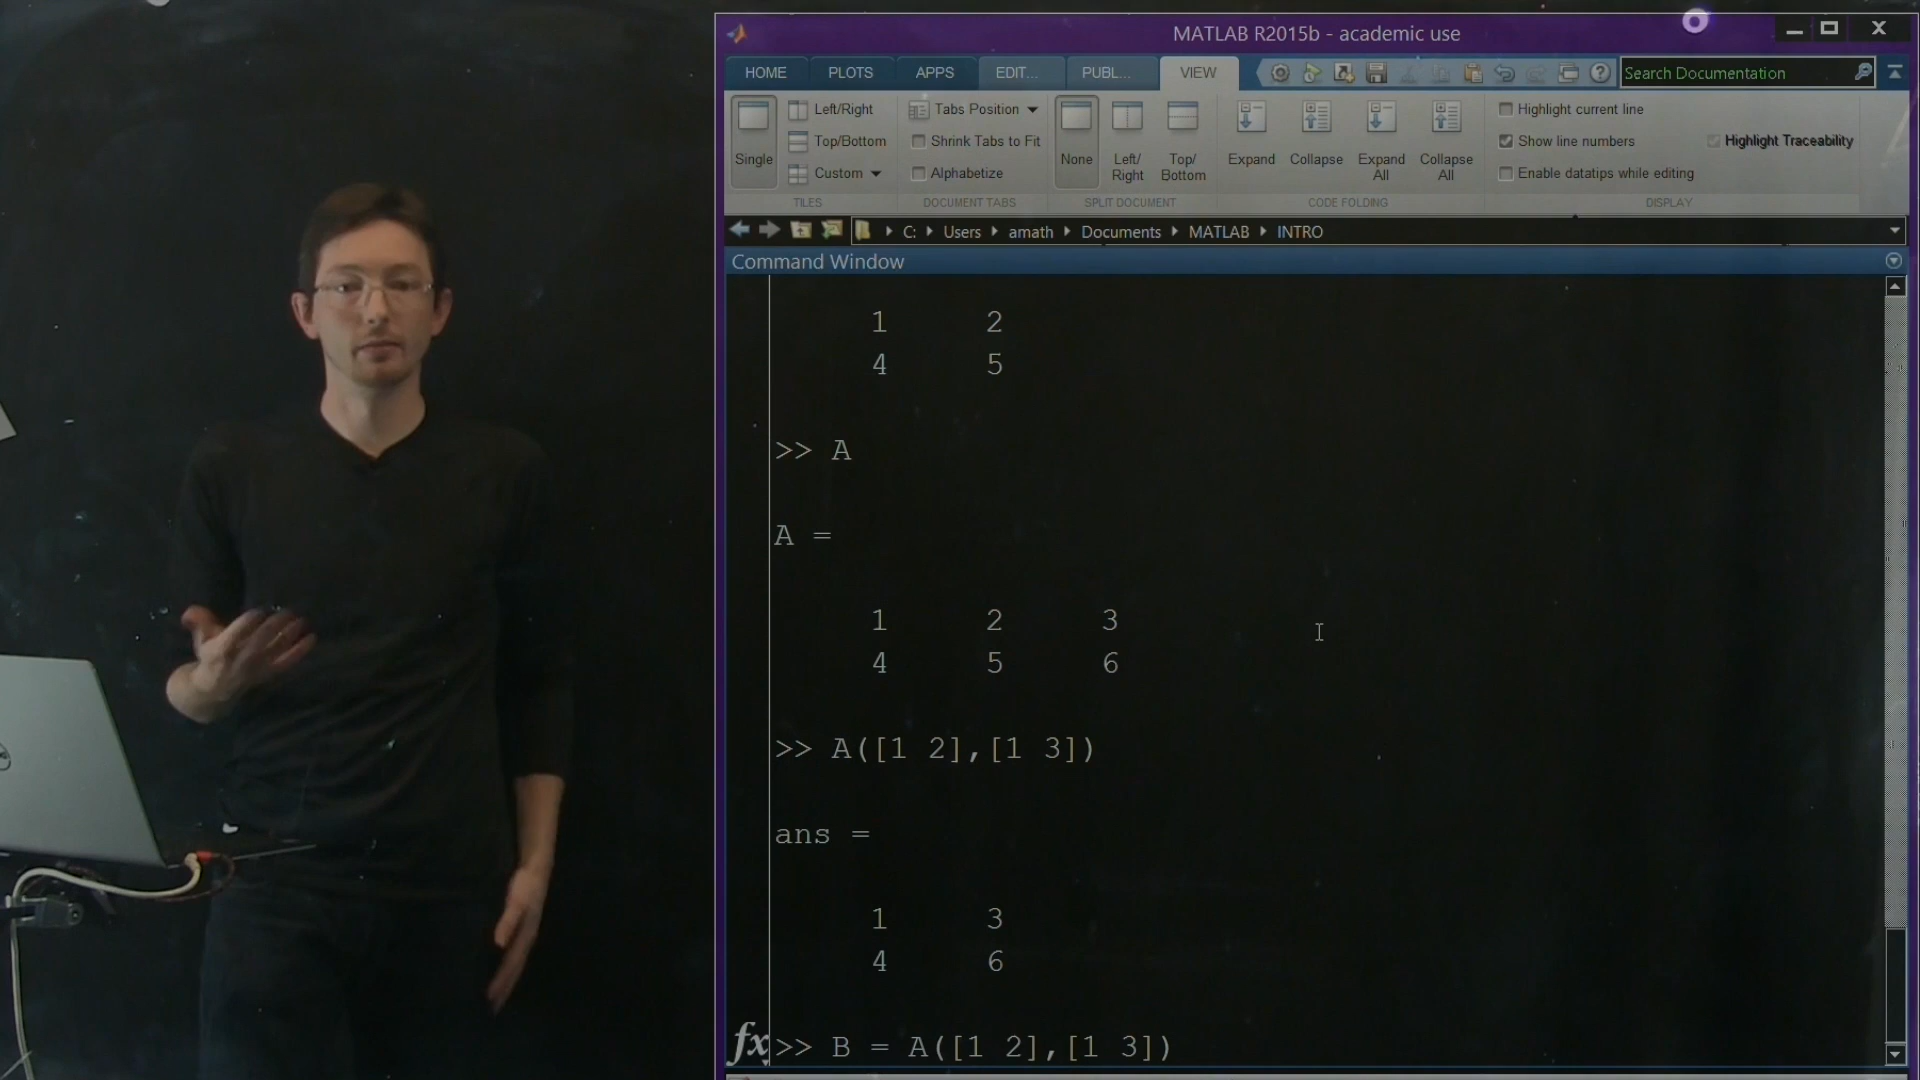 MATLAB R2015b - academic use
HOME PLOTS APPS EDIT... PUBL... VIEW Search Documentation
Single Left/Right Top/Bottom Custom
Tabs Position Shrink Tabs to Fit Alphabetize
None Left/Right Top/Bottom
Expand Collapse Expand All Collapse All
Highlight current line
Show line numbers Highlight Traceability
Enable datatips while editing
TILES DOCUMENT TABS SPLIT DOCUMENT CODE FOLDING DISPLAY
C: Users amath Documents MATLAB INTRO
Command Window
1 2
4 5
>> A
A =
1 2 3
4 5 6
>> A([1 2],[1 3])
ans =
1 3
4 6
fx >> B = A([1 2],[1 3])